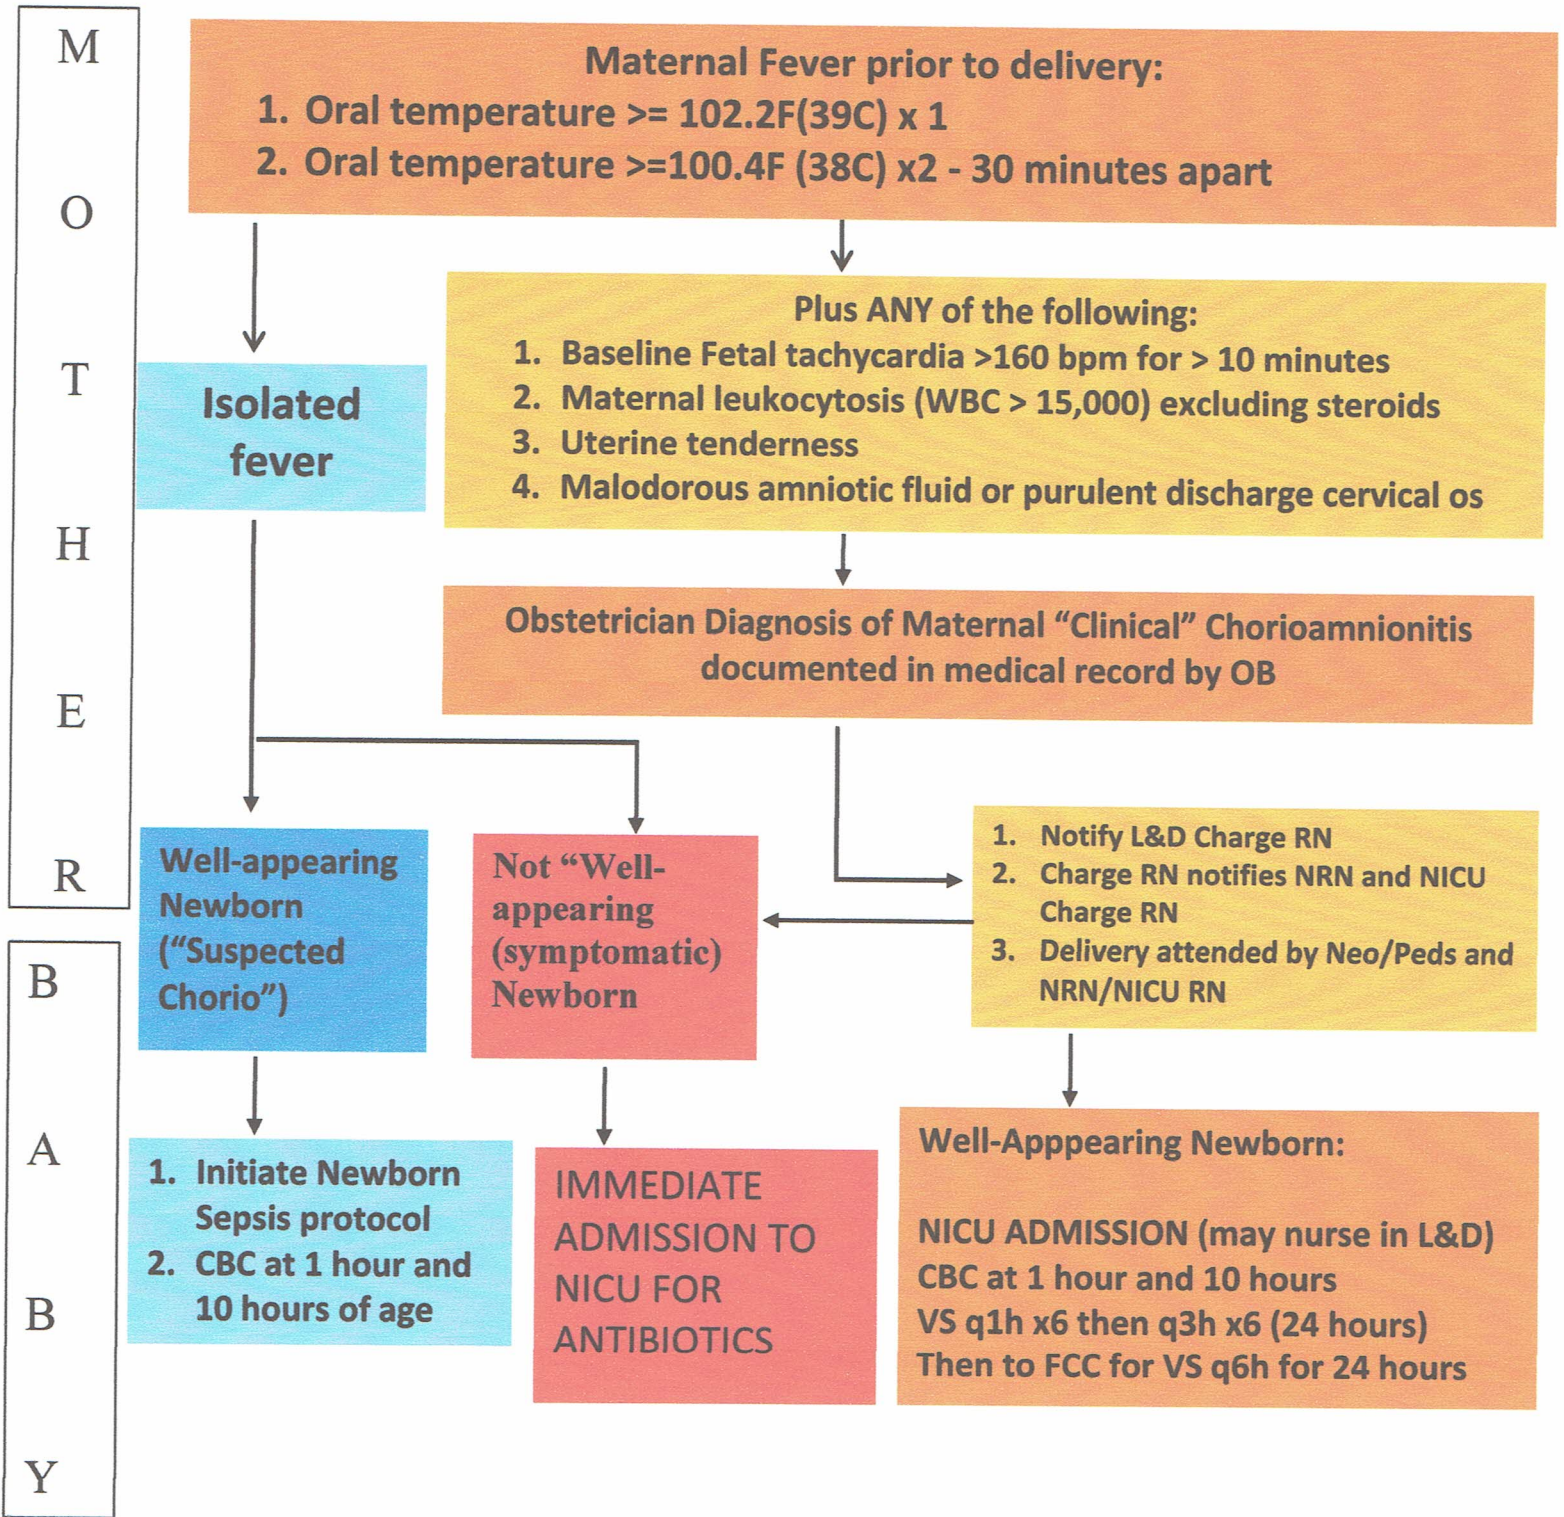 M
O
T
H
E
R
Maternal Fever prior to delivery:
1. Oral temperature >= 102.2F(39C) x 1
2. Oral temperature >=100.4F (38C) x2 - 30 minutes apart
Isolated
fever
Plus ANY of the following:
1. Baseline Fetal tachycardia >160 bpm for > 10 minutes
2. Maternal leukocytosis (WBC > 15,000) excluding steroids
3. Uterine tenderness
4. Malodorous amniotic fluid or purulent discharge cervical os
Obstetrician Diagnosis of Maternal “Clinical” Chorioamnionitis
documented in medical record by OB
Well-appearing
Newborn
(“Suspected
Chorio”)
Not “Well-
appearing
(symptomatic)
Newborn
1. Notify L&D Charge RN
2. Charge RN notifies NRN and NICU
Charge RN
3. Delivery attended by Neo/Peds and
NRN/NICU RN
B
A
B
Y
1. Initiate Newborn
Sepsis protocol
2. CBC at 1 hour and
10 hours of age
IMMEDIATE
ADMISSION TO
NICU FOR
ANTIBIOTICS
Well-Apppearing Newborn:
NICU ADMISSION (may nurse in L&D)
CBC at 1 hour and 10 hours
VS q1h x6 then q3h x6 (24 hours)
Then to FCC for VS q6h for 24 hours